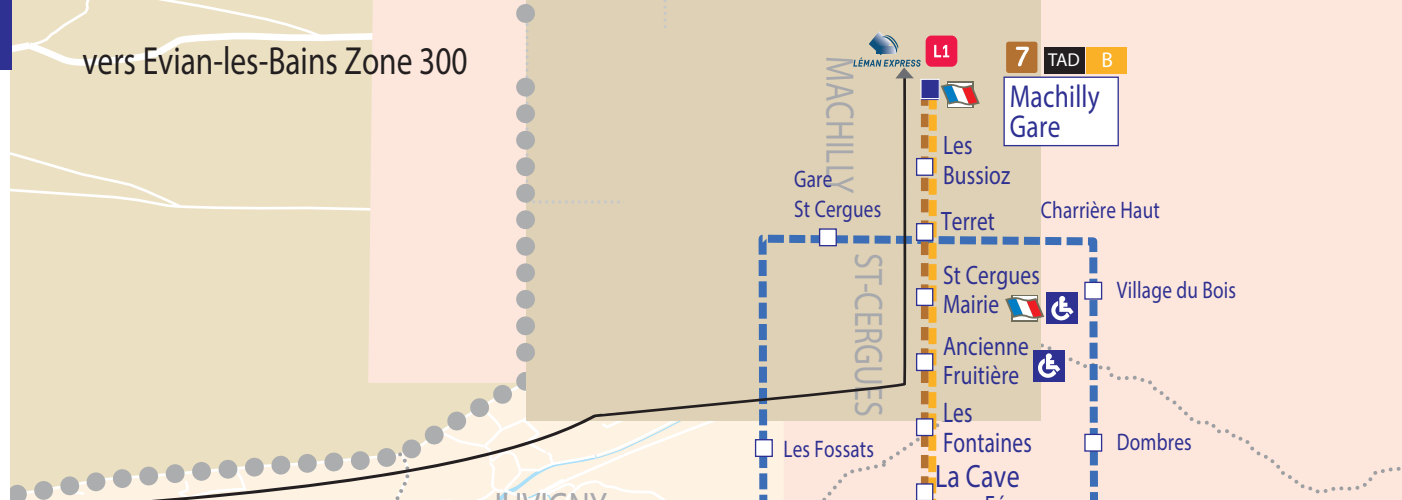 vers Evian-les-Bains Zone 300
LÉMAN EXPRESS
L1
7 TAD B
Machilly
Gare
MACHILLY
Les
Bussioz
Gare
St Cergues
Terret
Charrière Haut
ST-CERGUES
St Cergues
Mairie
Village du Bois
Ancienne
Fruitière
Les
Fontaines
Les Fossats
Dombres
La Cave
JUVIGNY